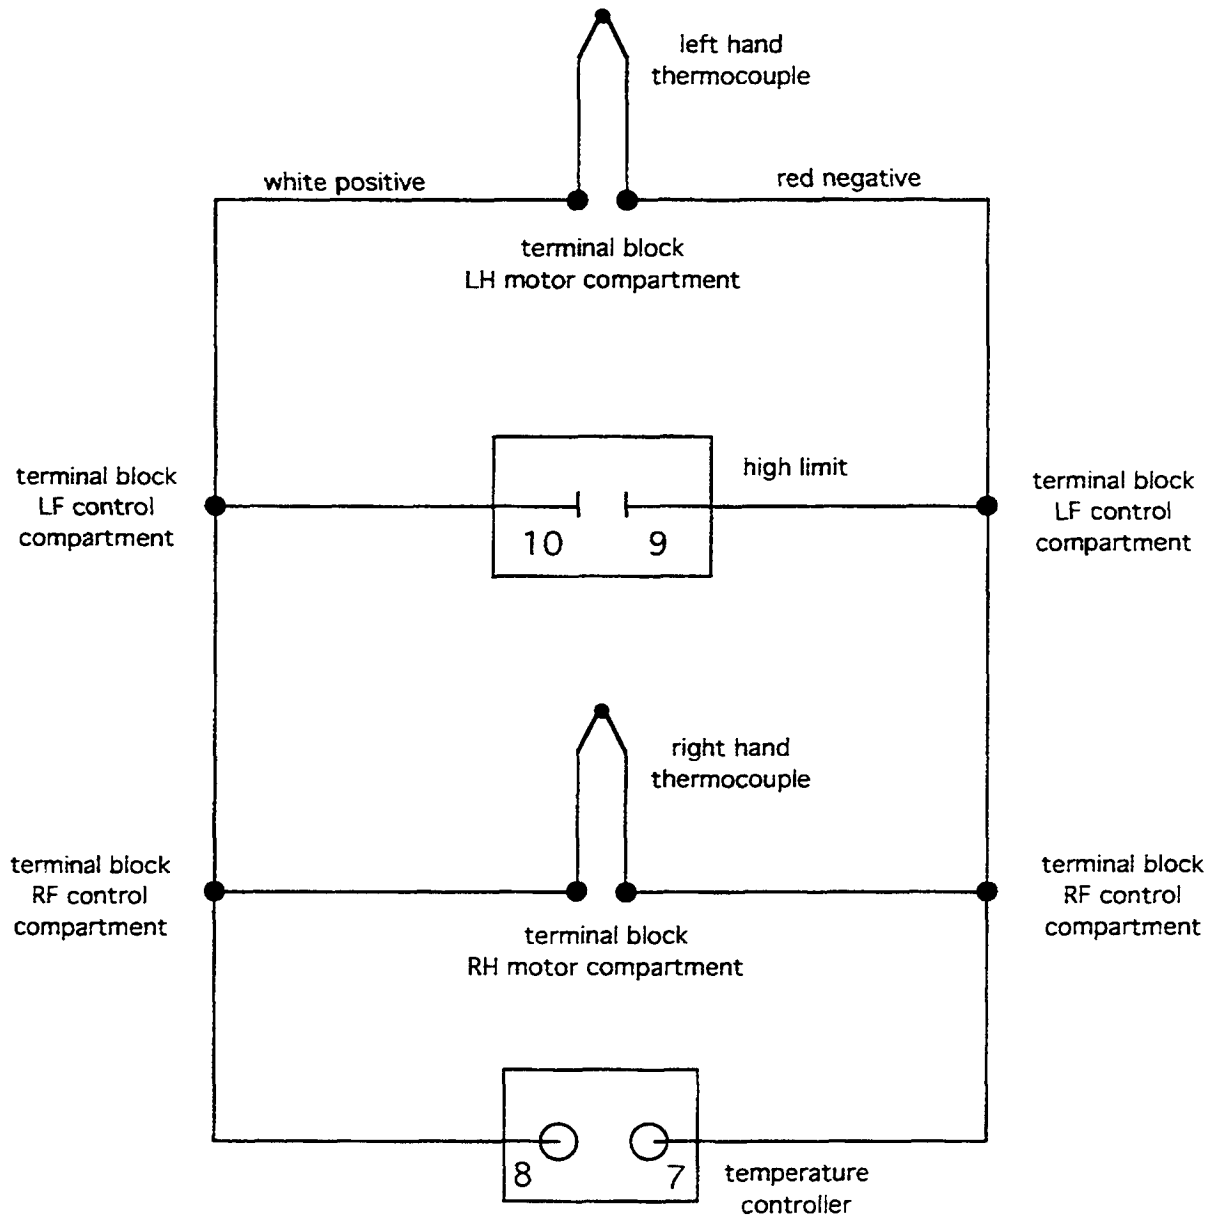 left hand
thermocouple
white positive
red negative
terminal block
LH motor compartment
terminal block
LF control
compartment
high limit
10
9
terminal block
LF control
compartment
right hand
thermocouple
terminal block
RF control
compartment
terminal block
RH motor compartment
terminal block
RF control
compartment
8
7
temperature
controller